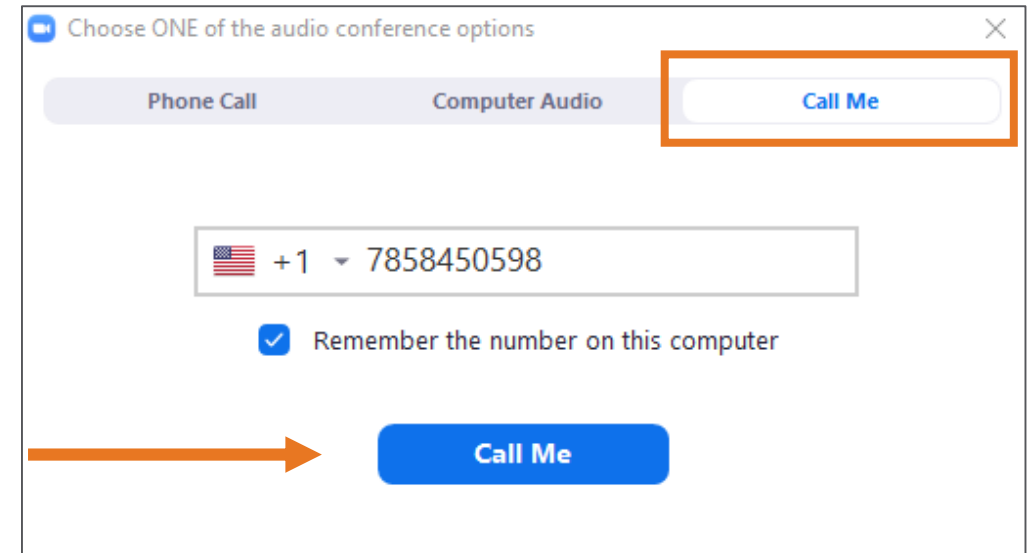 Choose ONE of the audio conference options
Phone Call Computer Audio Call Me
+1 7858450598
Remember the number on this computer
Call Me